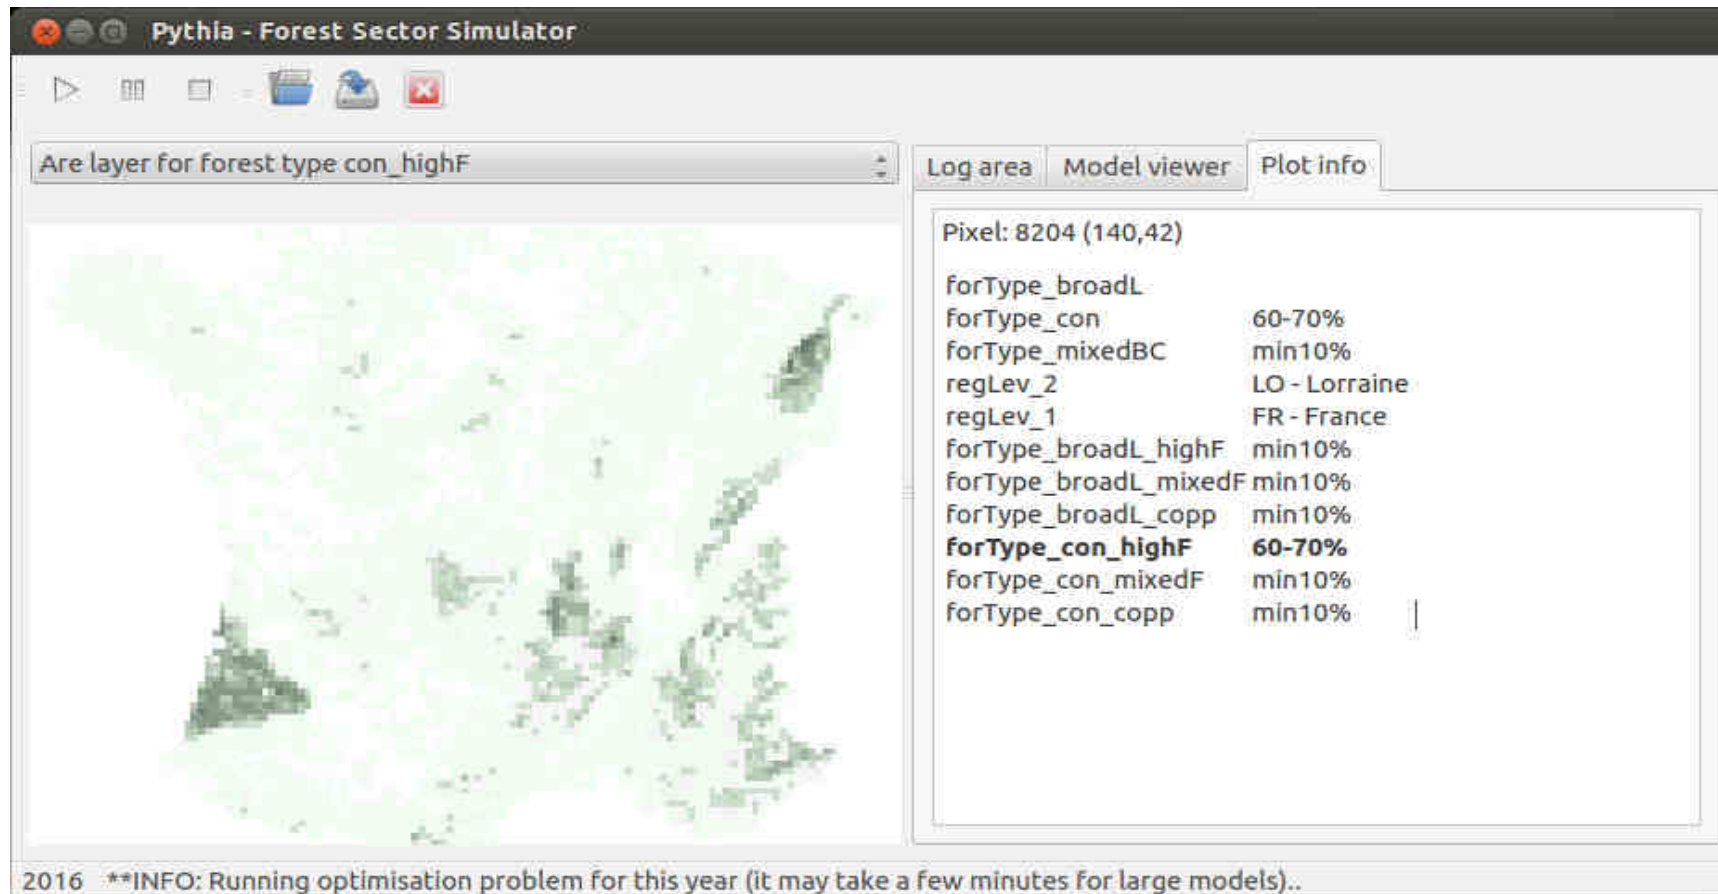 Pythia - Forest Sector Simulator
Are layer for forest type con_highF
Log area Model viewer Plot info
Pixel: 8204 (140,42)
forType_broadL
forType_con 60-70%
forType_mixedBC min10%
regLev_2 LO - Lorraine
regLev_1 FR - France
forType_broadL_highF min10%
forType_broadL_mixedF min10%
forType_broadL_copp min10%
forType_con_highF 60-70%
forType_con_mixedF min10%
forType_con_copp min10%
2016 **INFO: Running optimisation problem for this year (it may take a few minutes for large models)..